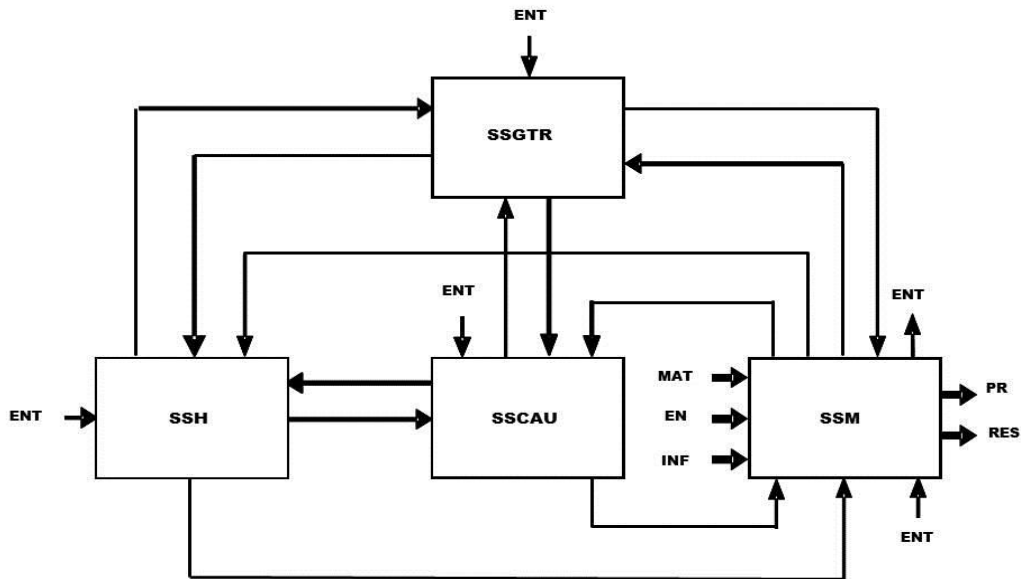 ENT
SSGTR
ENT
ENT
MAT
PR
ENT
SSH
SSCAU
EN
SSM
RES
INF
ENT